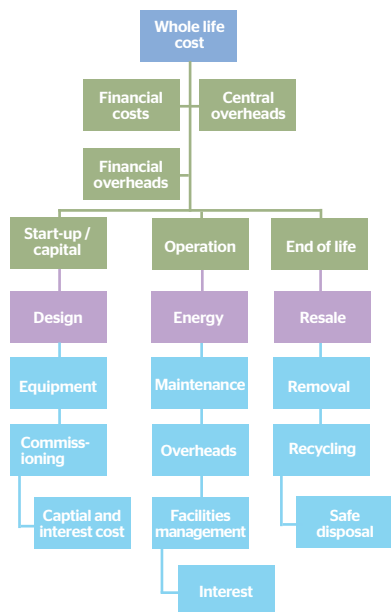 Whole life
cost
Financial
costs
Central
overheads
Financial
overheads
Start-up /
capital
Operation
End of life
Design
Energy
Resale
Equipment
Maintenance
Removal
Commiss-
ioning
Overheads
Recycling
Captial and
interest cost
Facilities
management
Safe
disposal
Interest